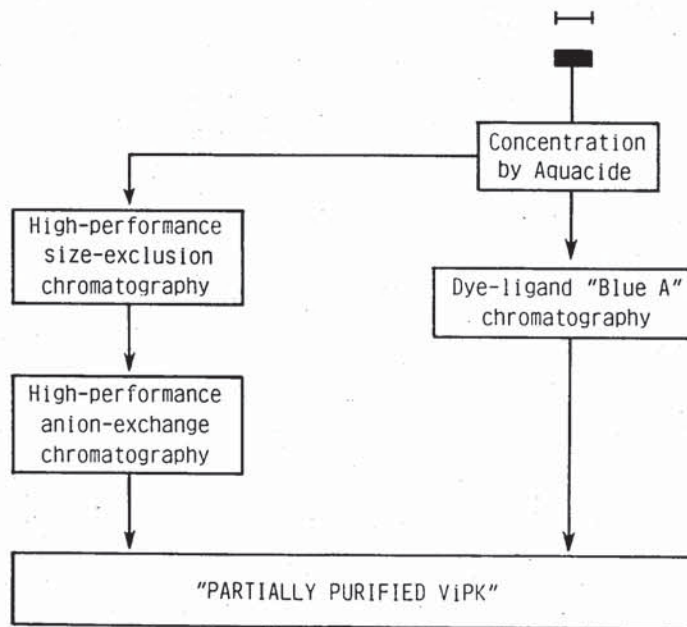 Concentration
by Aquacide
High-performance
size-exclusion
chromatography
Dye-ligand "Blue A"
chromatography
High-performance
anion-exchange
chromatography
"PARTIALLY PURIFIED ViPK"